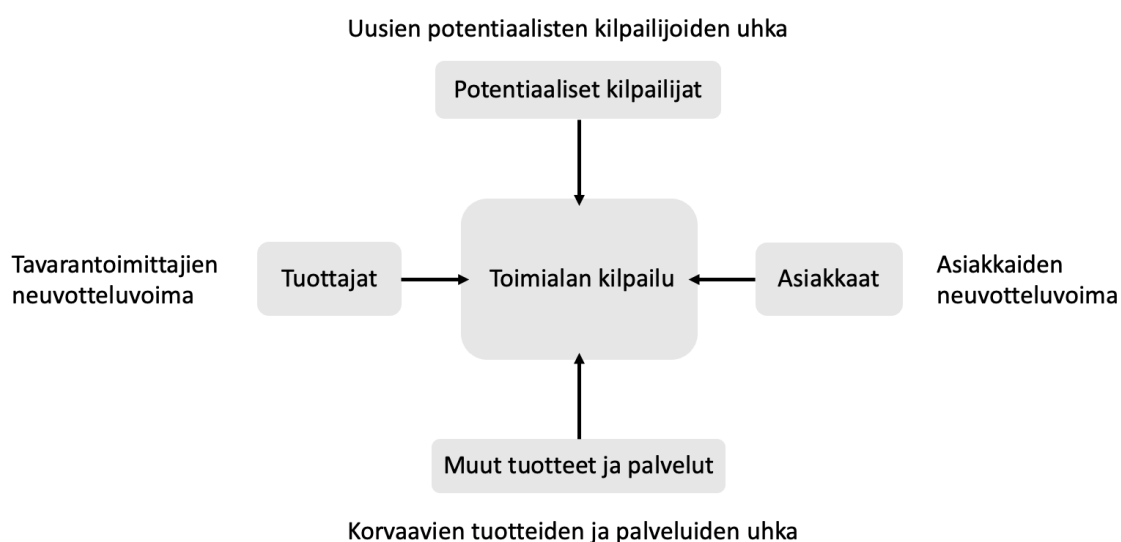 Uusien potentiaalisten kilpailijoiden uhka
Potentiaaliset kilpailijat
Tavarantoimittajien
neuvotteluvoima
Tuottajat
Toimialan kilpailu
Asiakkaat
Asiakkaiden
neuvotteluvoima
Muut tuotteet ja palvelut
Korvaavien tuotteiden ja palveluiden uhka